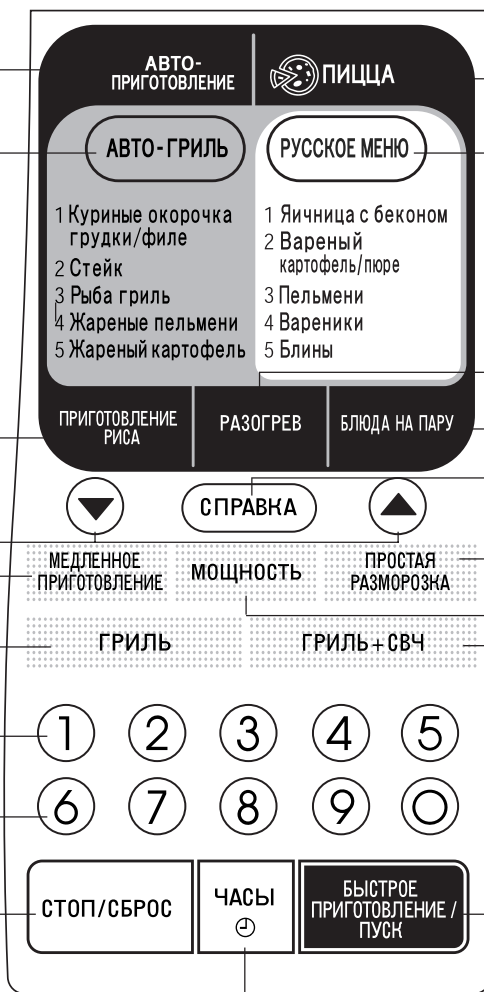 АВТО-
ПРИГОТОВЛЕНИЕ
ПИЦЦА
АВТО-ГРИЛЬ
1 Куриные окорочка
грудки/филе
2 Стейк
3 Рыба гриль
4 Жареные пельмени
5 Жареный картофель
РУССКОЕ МЕНЮ
1 Яичница с беконом
2 Вареный
картофель/пюре
3 Пельмени
4 Вареники
5 Блины
ПРИГОТОВЛЕНИЕ
РИСА
РАЗОГРЕВ
БЛЮДА НА ПАРУ
СПРАВКА
МЕДЛЕННОЕ
ПРИГОТОВЛЕНИЕ
МОЩНОСТЬ
ПРОСТАЯ
РАЗМОРОЗКА
ГРИЛЬ
ГРИЛЬ+СВЧ
1 2 3 4 5
6 7 8 9 0
СТОП/СБРОС
ЧАСЫ
БЫСТРОЕ
ПРИГОТОВЛЕНИЕ /
ПУСК